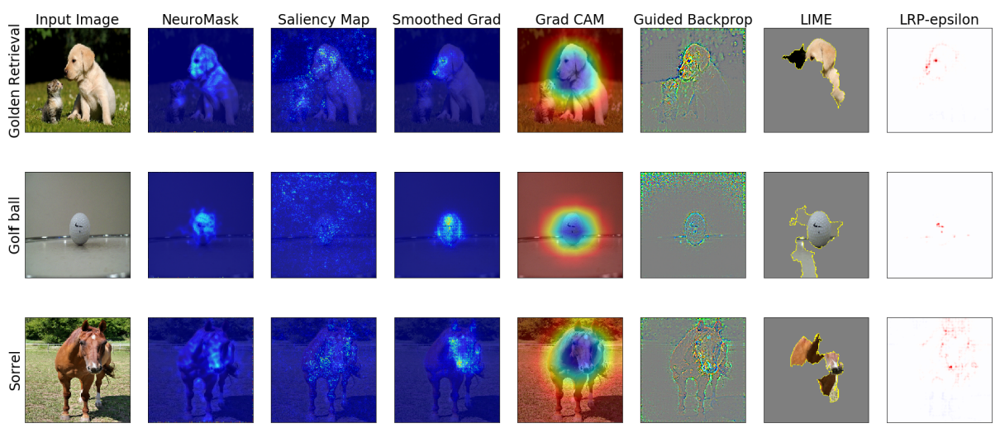 Input Image NeuroMask Saliency Map Smoothed Grad Grad CAM Guided Backprop LIME LRP-epsilon
Golden Retrieval
Golf ball
Sorrel